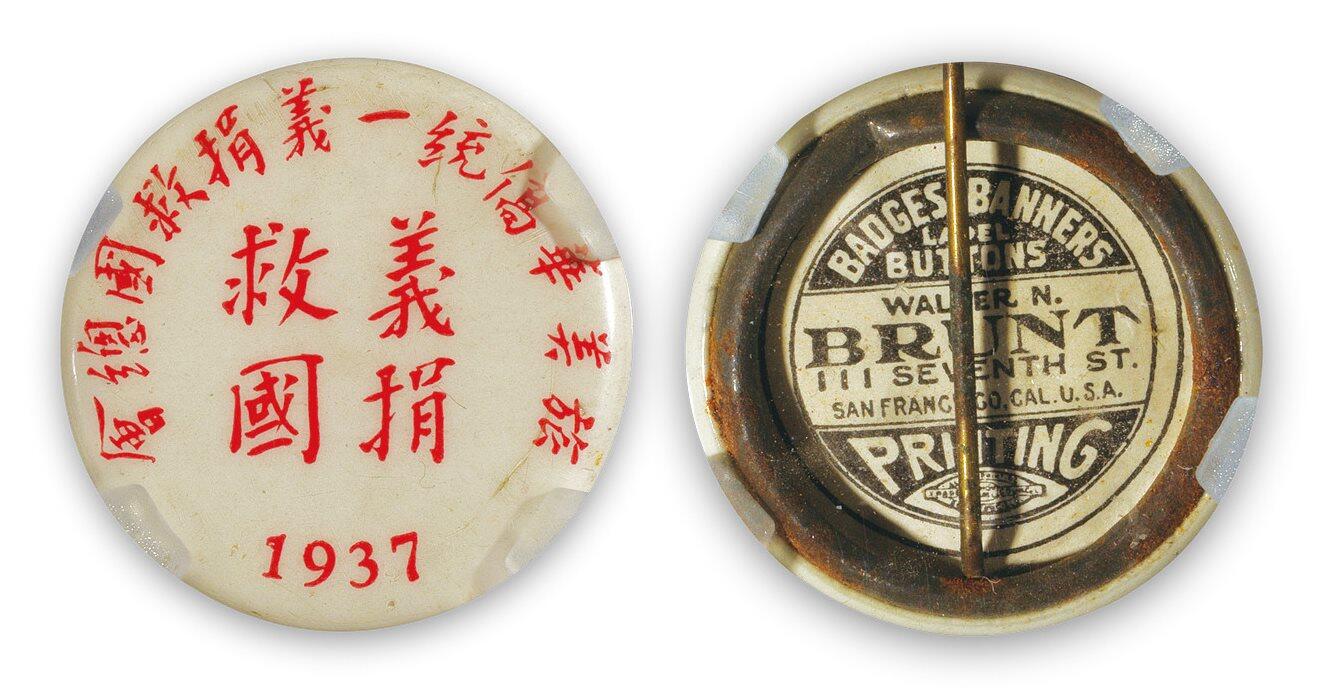 旅美華僑統一義捐救國總會
義捐
救國
1937
BADGES BANNERS
LAPEL
BUTTONS
WALTER N.
BRUNT
111 SEVENTH ST.
SAN FRANCISCO, CAL. U.S.A.
PRINTING